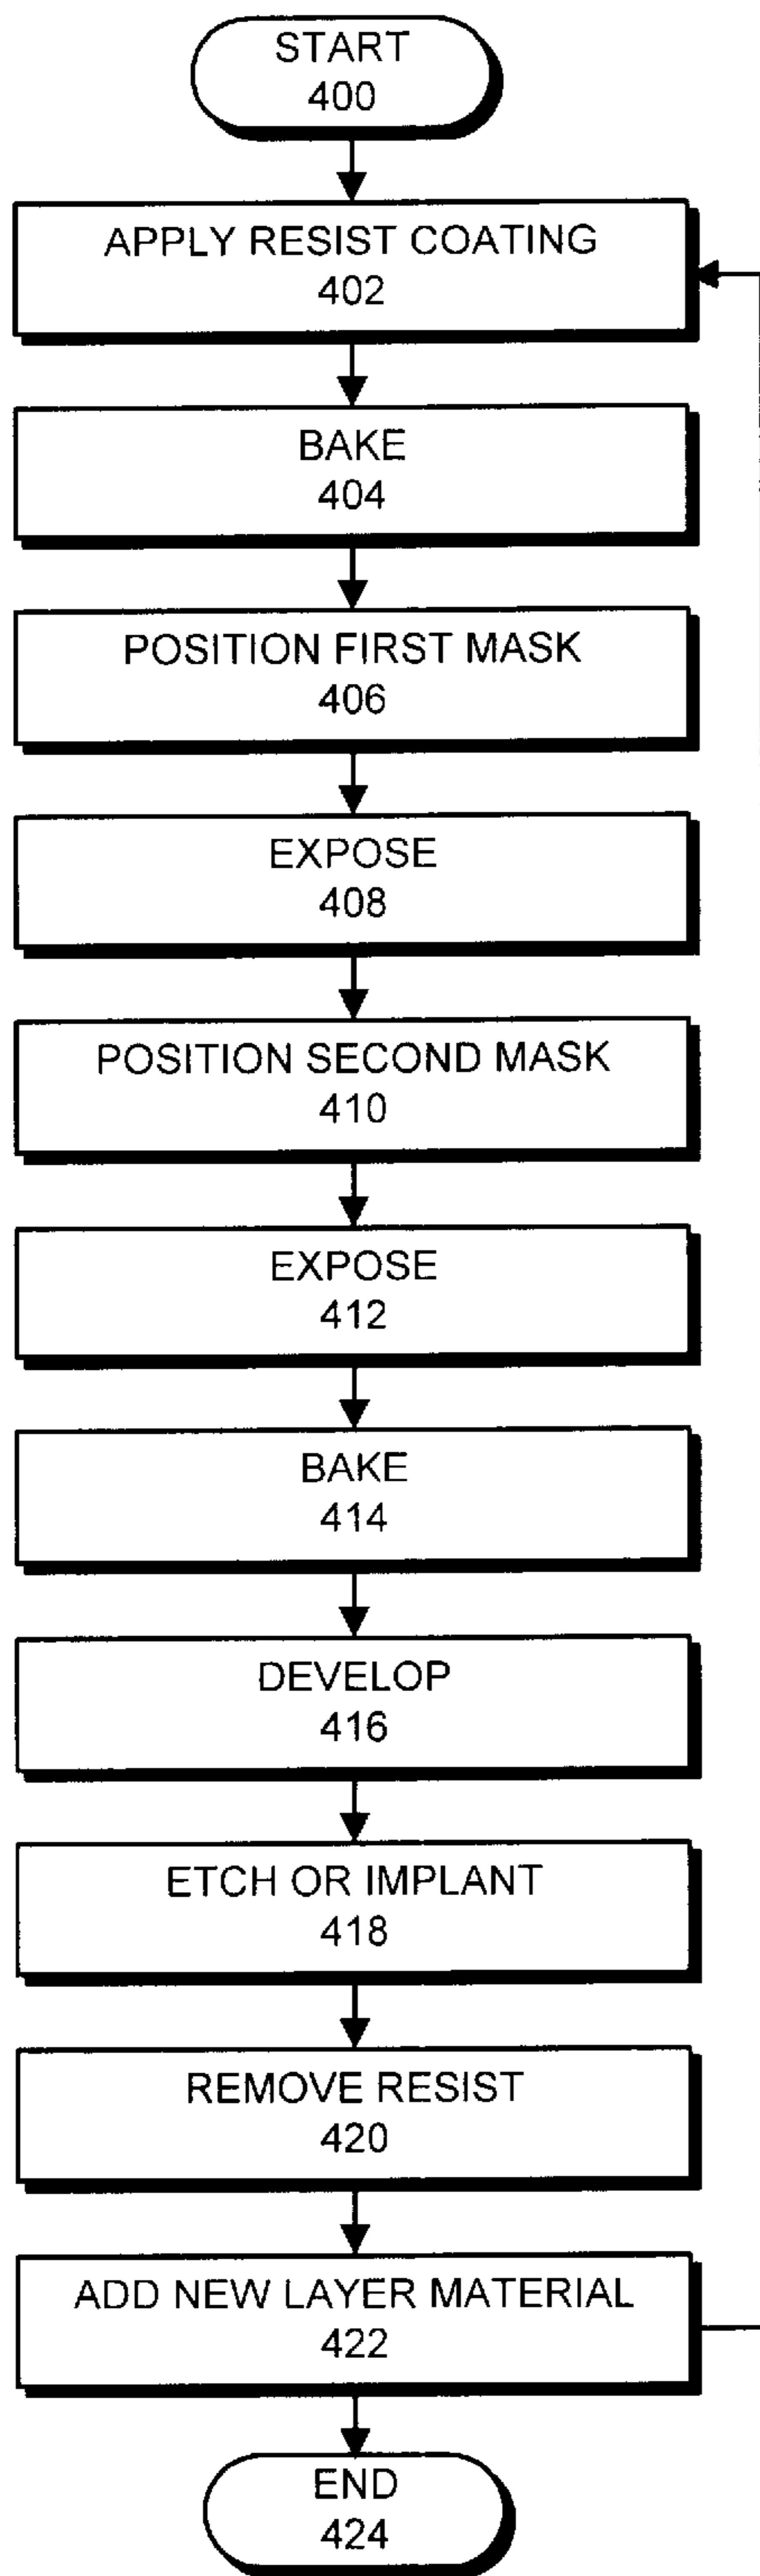 START
400
APPLY RESIST COATING
402
BAKE
404
POSITION FIRST MASK
406
EXPOSE
408
POSITION SECOND MASK
410
EXPOSE
412
BAKE
414
DEVELOP
416
ETCH OR IMPLANT
418
REMOVE RESIST
420
ADD NEW LAYER MATERIAL
422
END
424